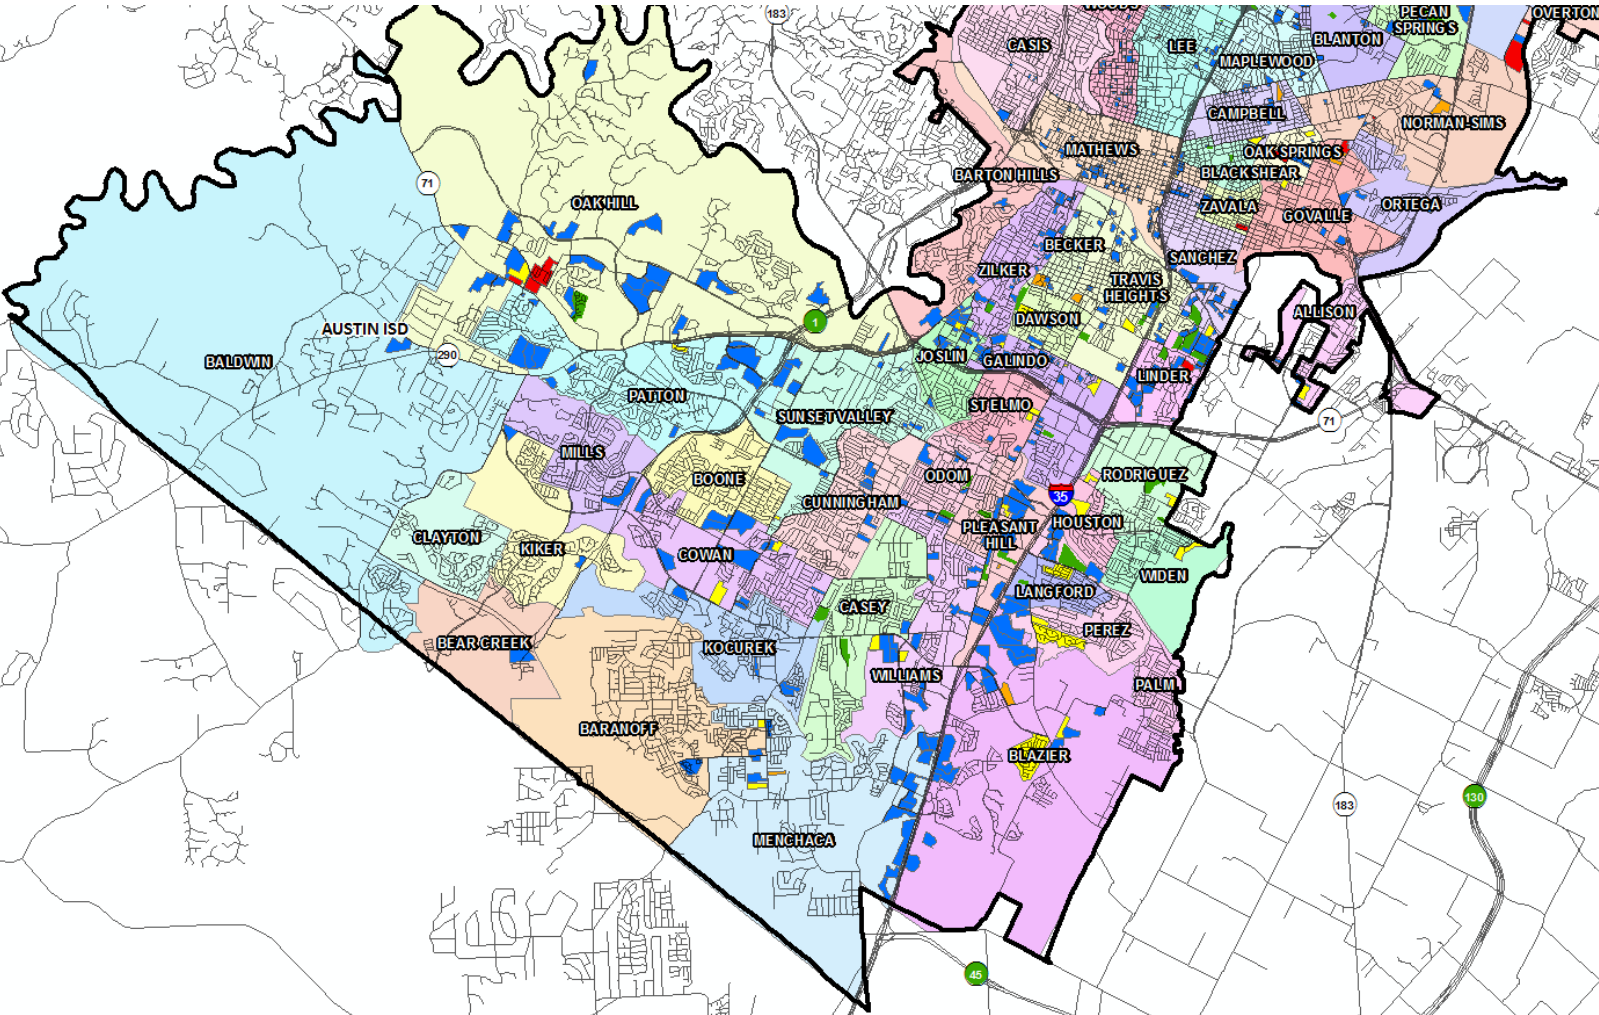 183
WOODS
PECAN
SPRINGS
OVERTON
CASIS
LEE
BLANTON
MAPLEWOOD
CAMPBELL
NORMAN-SIMS
MATHEWS
OAK SPRINGS
BARTON HILLS
BLACKSHEAR
71
OAK HILL
ZAVALA
GOVALLE
ORTEGA
BECKER
SANCHEZ
ZILKER
TRAVIS
HEIGHTS
ALLISON
1
DAWSON
AUSTIN ISD
290
BALDWIN
JOSLIN
GALINDO
LINDER
PATTON
ST ELMO
SUNSET VALLEY
71
MILLS
BOONE
ODOM
RODRIGUEZ
35
CUNNINGHAM
PLEASANT
HILL
HOUSTON
CLAYTON
KIKER
COWAN
WIDEN
LANGFORD
CASEY
PEREZ
BEAR CREEK
KOCUREK
WILLIAMS
PALM
BARANOFF
BLAZIER
183
130
MENCHACA
45